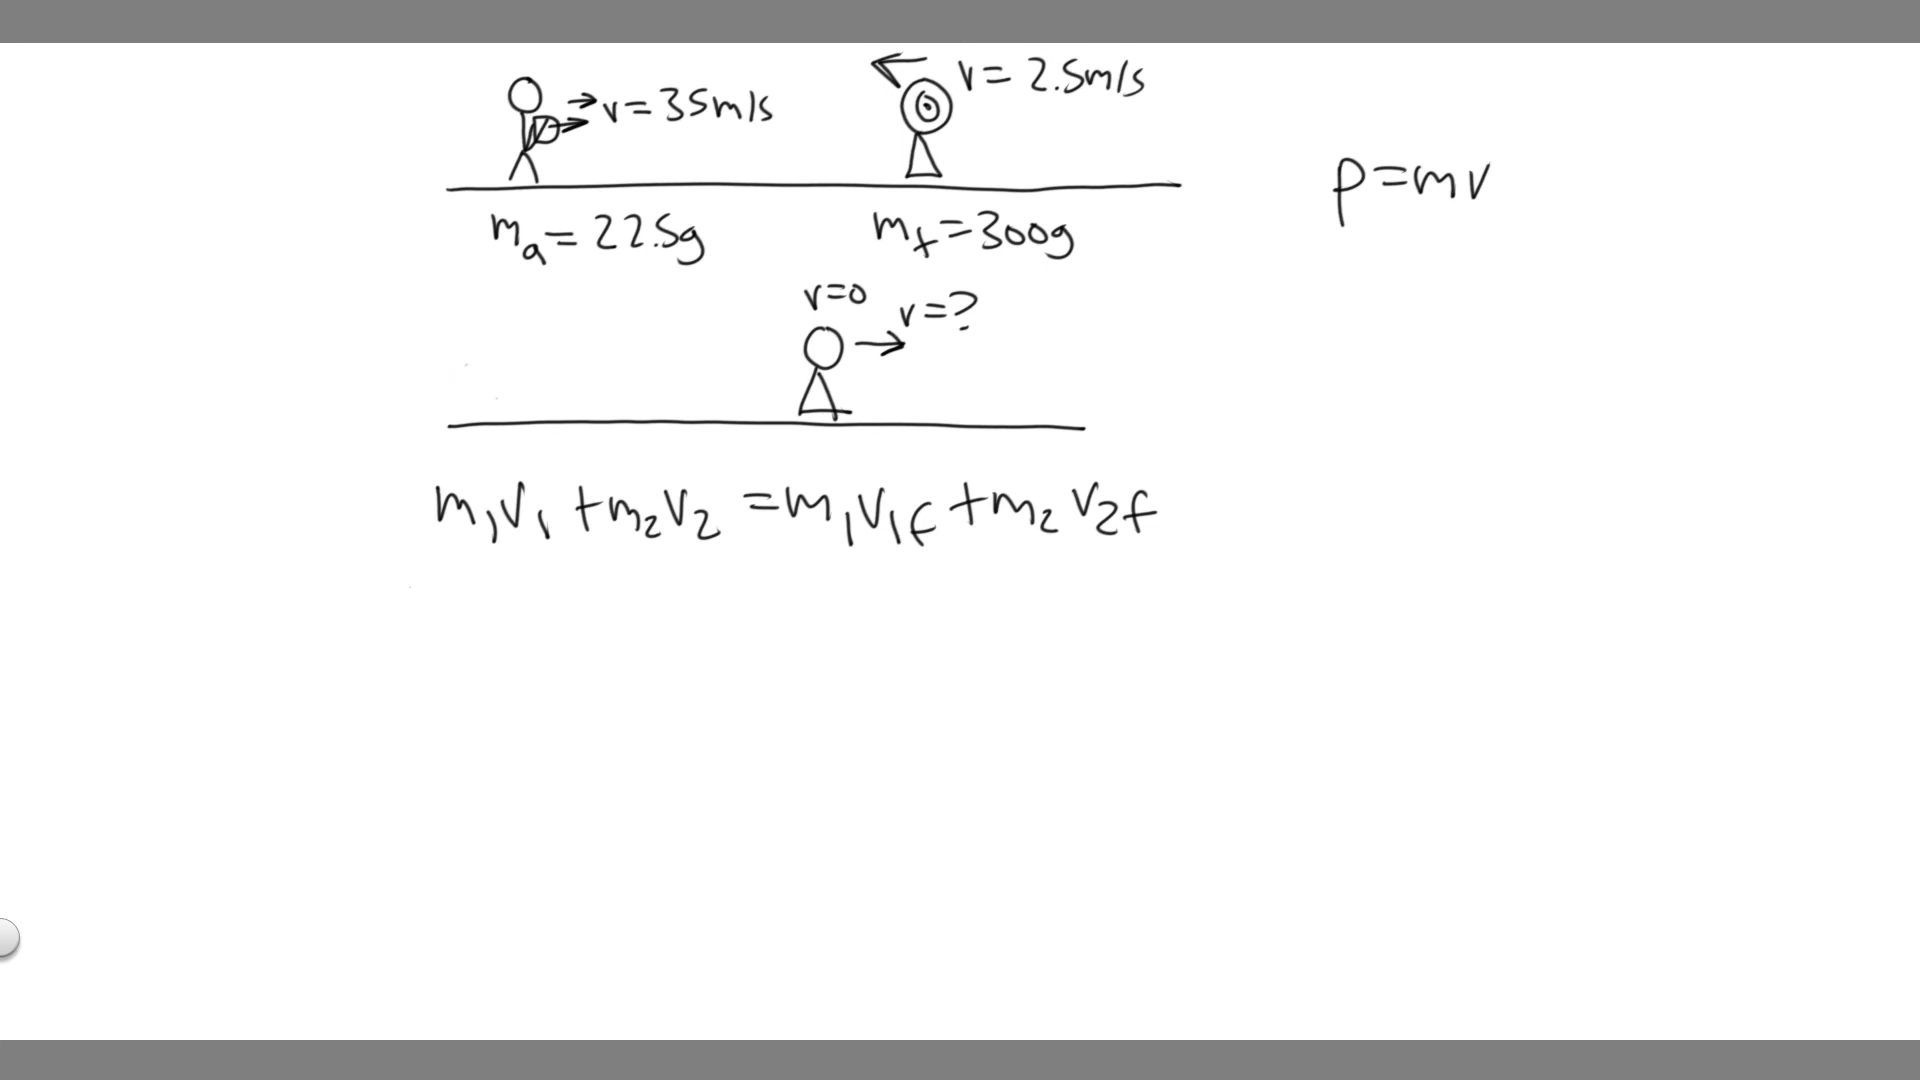 v = 35m/s
v = 2.5m/s
p = mv
mₐ = 22.5g
mₜ = 300g
v=0
v=?
m₁v₁ + m₂v₂ = m₁v₁f + m₂v₂f